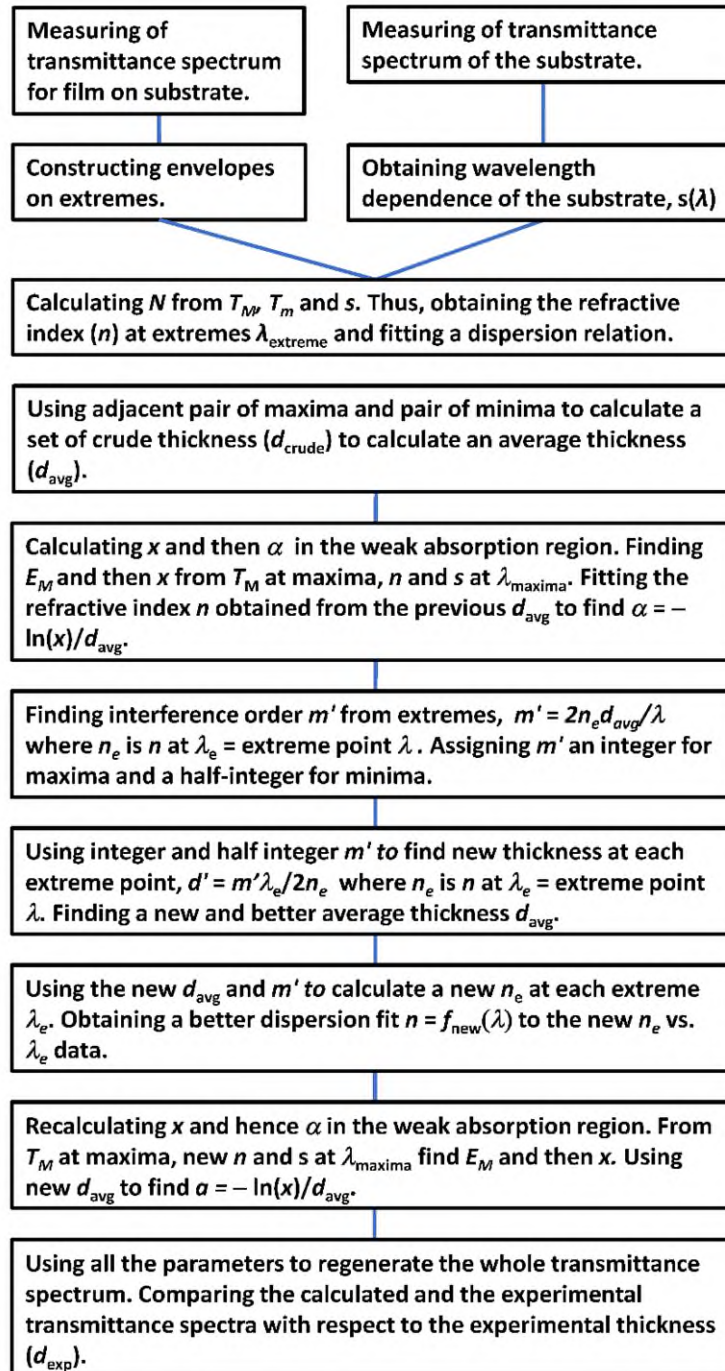 Measuring of
transmittance spectrum
for film on substrate.
Measuring of transmittance
spectrum of the substrate.
Constructing envelopes
on extremes.
Obtaining wavelength
dependence of the substrate, s(λ)
Calculating N from T_M, T_m and s. Thus, obtaining the refractive
index (n) at extremes λ_extreme and fitting a dispersion relation.
Using adjacent pair of maxima and pair of minima to calculate a
set of crude thickness (d_crude) to calculate an average thickness
(d_avg).
Calculating x and then α in the weak absorption region. Finding
E_M and then x from T_M at maxima, n and s at λ_maxima. Fitting the
refractive index n obtained from the previous d_avg to find α = –
ln(x)/d_avg.
Finding interference order m' from extremes, m' = 2n_e d_avg/λ
where n_e is n at λ_e = extreme point λ . Assigning m' an integer for
maxima and a half-integer for minima.
Using integer and half integer m' to find new thickness at each
extreme point, d' = m'λ_e/2n_e where n_e is n at λ_e = extreme point
λ. Finding a new and better average thickness d_avg.
Using the new d_avg and m' to calculate a new n_e at each extreme
λ_e. Obtaining a better dispersion fit n = f_new(λ) to the new n_e vs.
λ_e data.
Recalculating x and hence α in the weak absorption region. From
T_M at maxima, new n and s at λ_maxima find E_M and then x. Using
new d_avg to find a = – ln(x)/d_avg.
Using all the parameters to regenerate the whole transmittance
spectrum. Comparing the calculated and the experimental
transmittance spectra with respect to the experimental thickness
(d_exp).